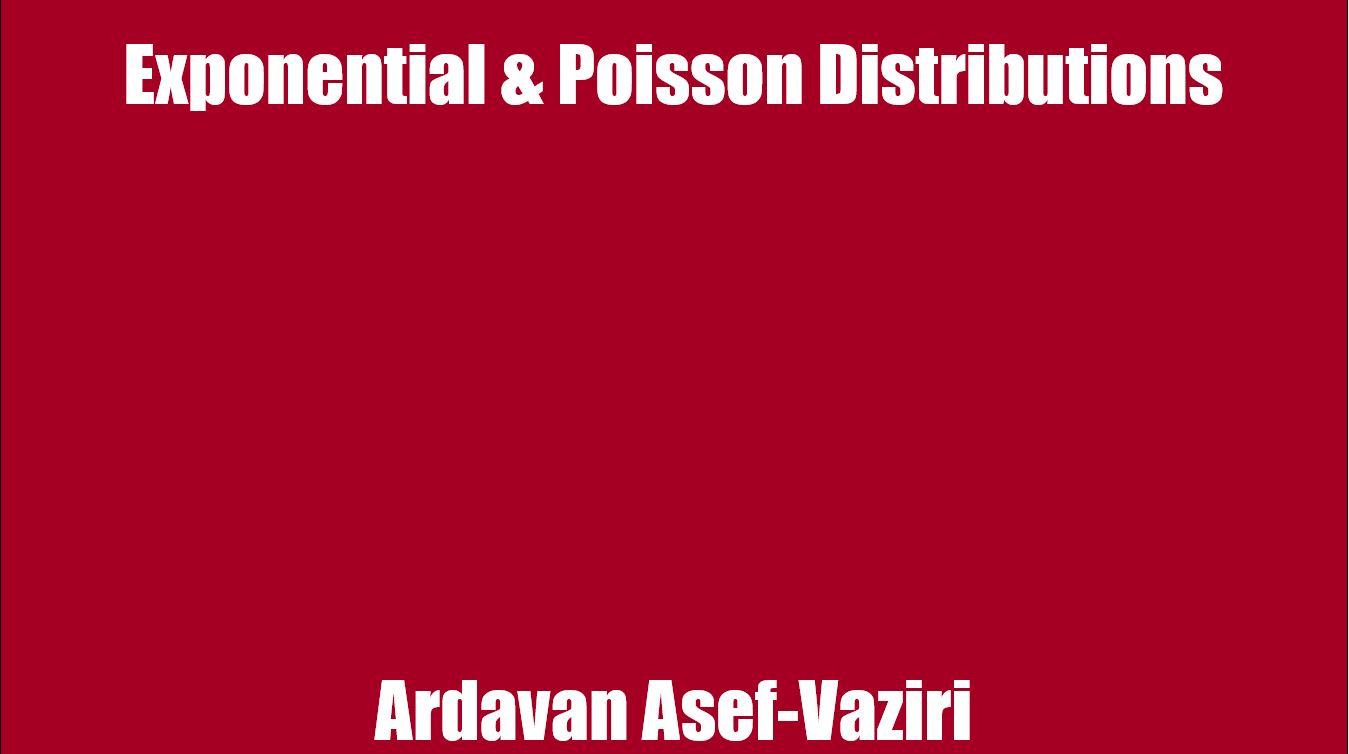 Exponential & Poisson Distributions
Ardavan Asef-Vaziri